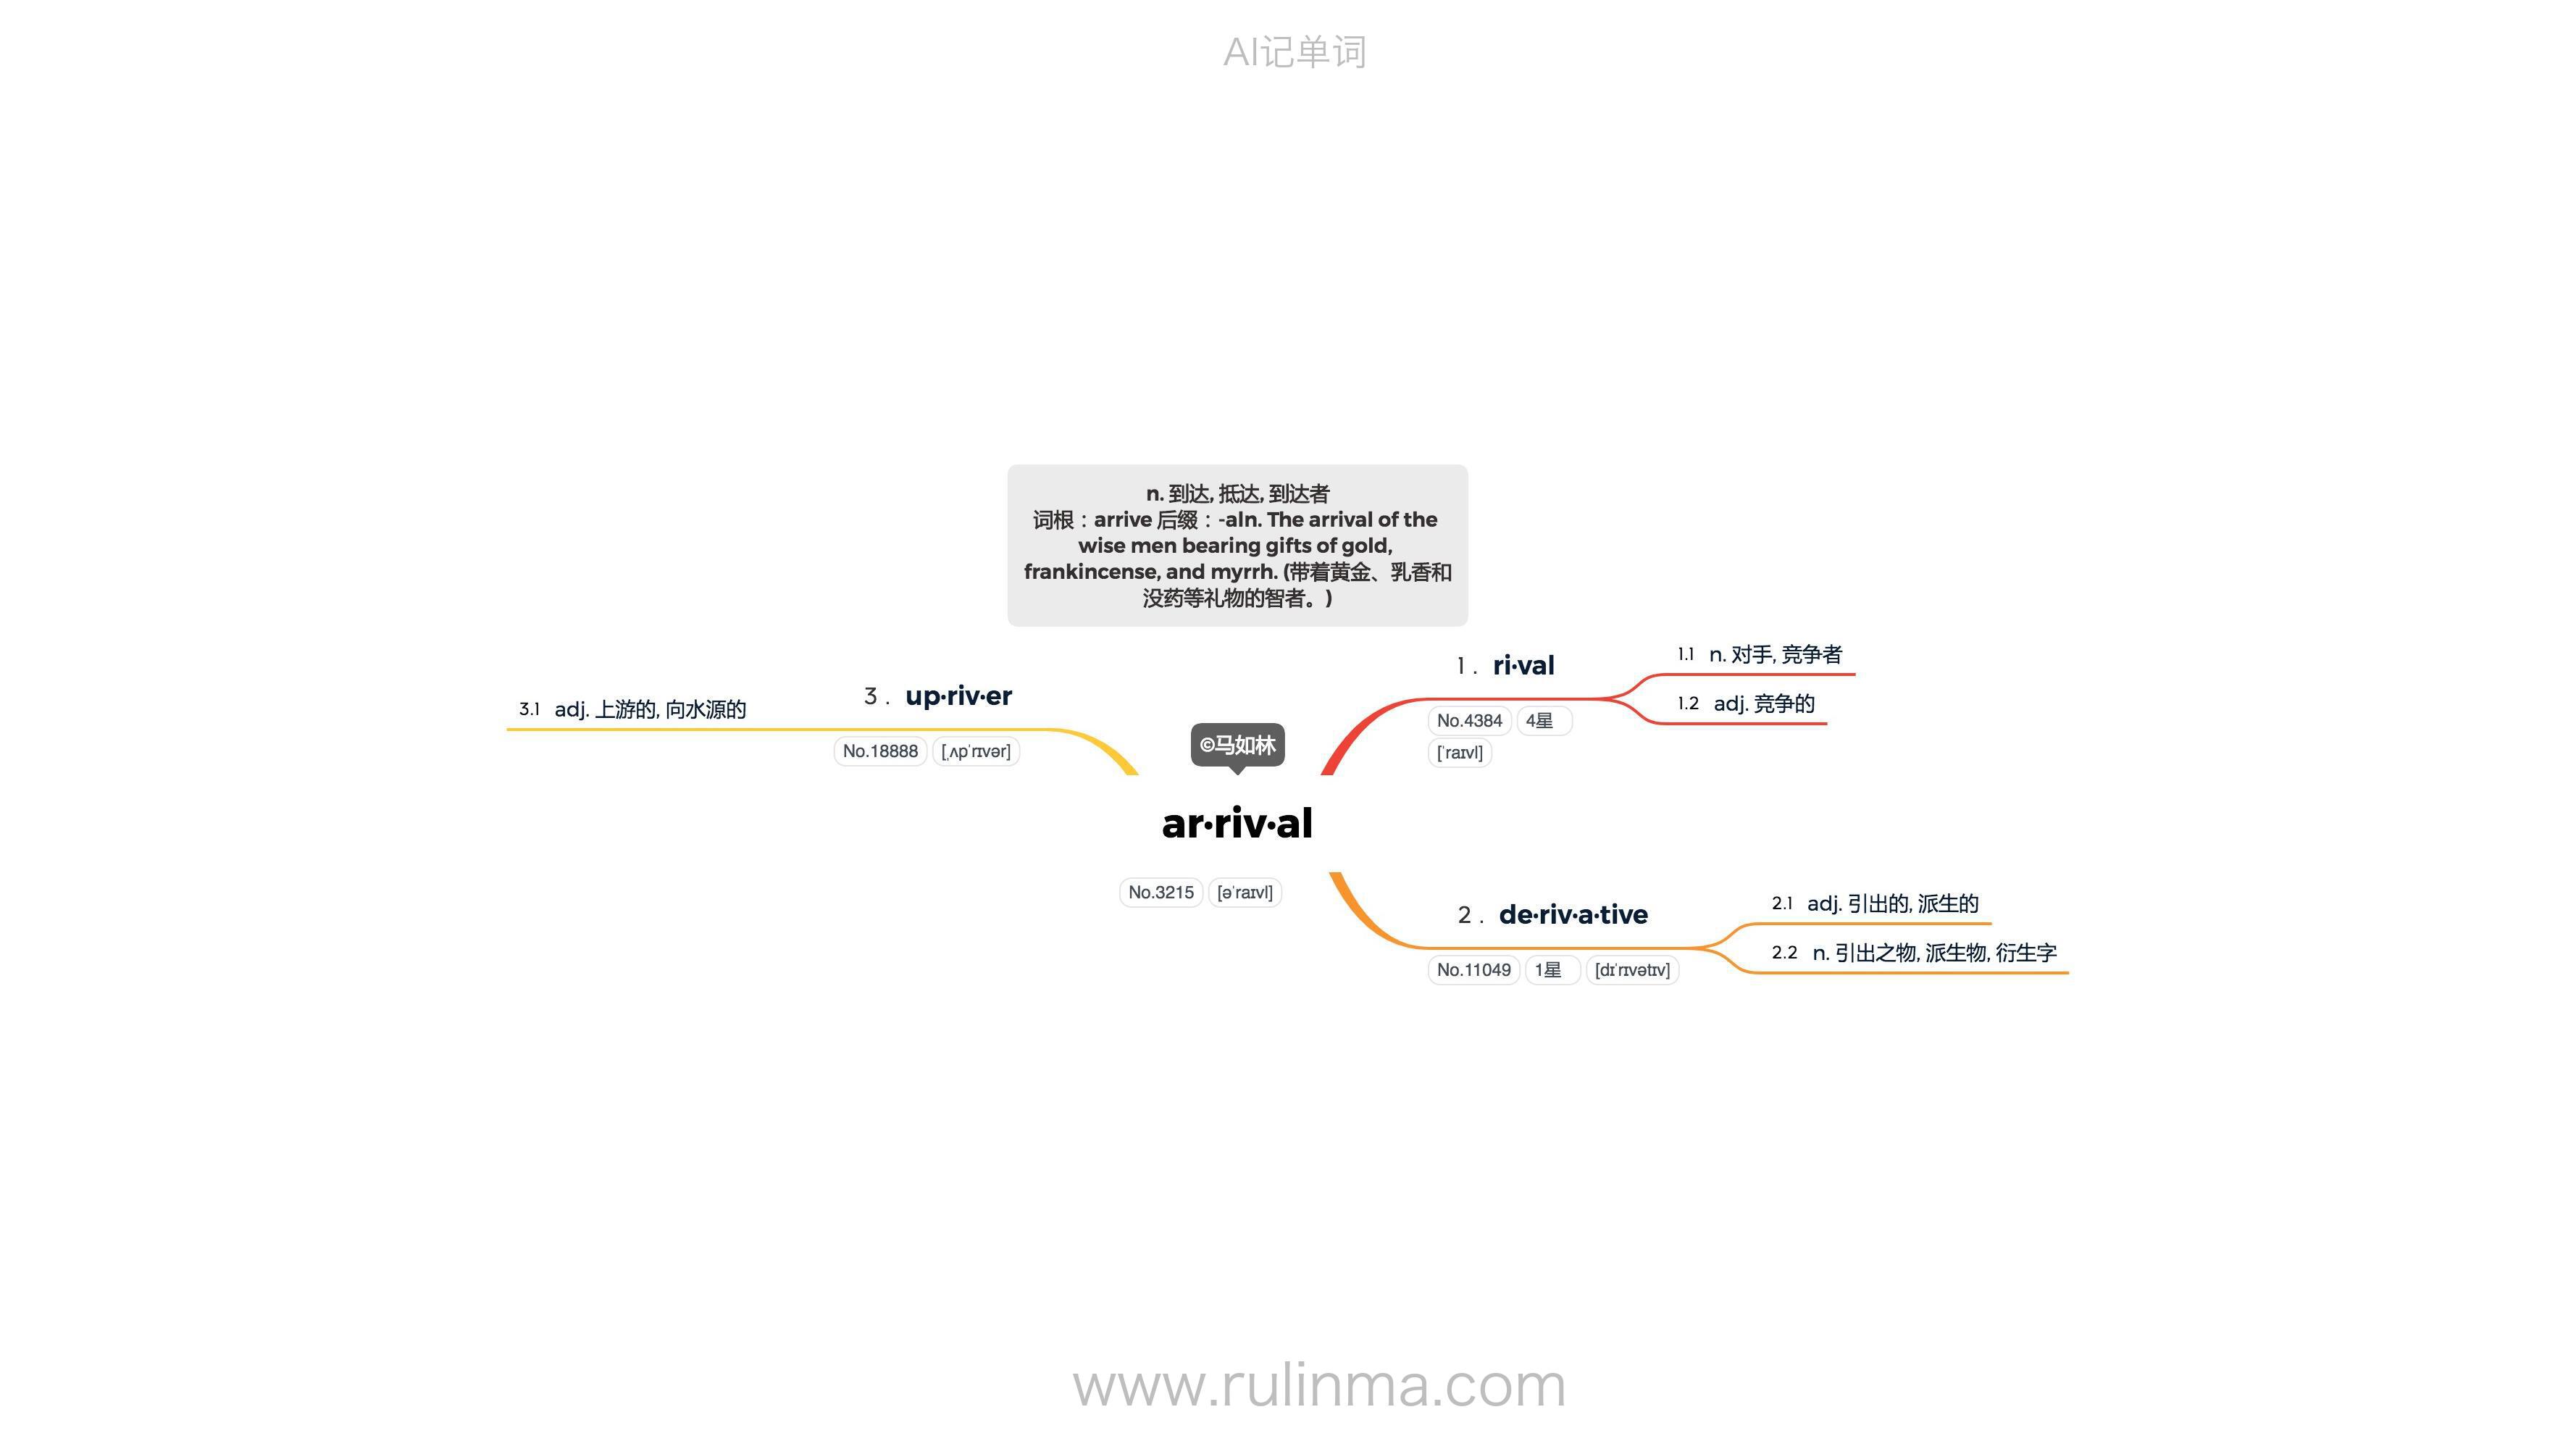 AI记单词
n. 到达, 抵达, 到达者
词根：arrive 后缀：-aln. The arrival of the
wise men bearing gifts of gold,
frankincense, and myrrh. (带着黄金、乳香和
没药等礼物的智者。)
©马如林
ar·riv·al
No.3215 [əˈraɪvl]
1. ri·val
No.4384 4星
[ˈraɪvl]
1.1 n. 对手, 竞争者
1.2 adj. 竞争的
2. de·riv·a·tive
No.11049 1星 [dɪˈrɪvətɪv]
2.1 adj. 引出的, 派生的
2.2 n. 引出之物, 派生物, 衍生字
3. up·riv·er
No.18888 [ˌʌpˈrɪvər]
3.1 adj. 上游的, 向水源的
www.rulinma.com